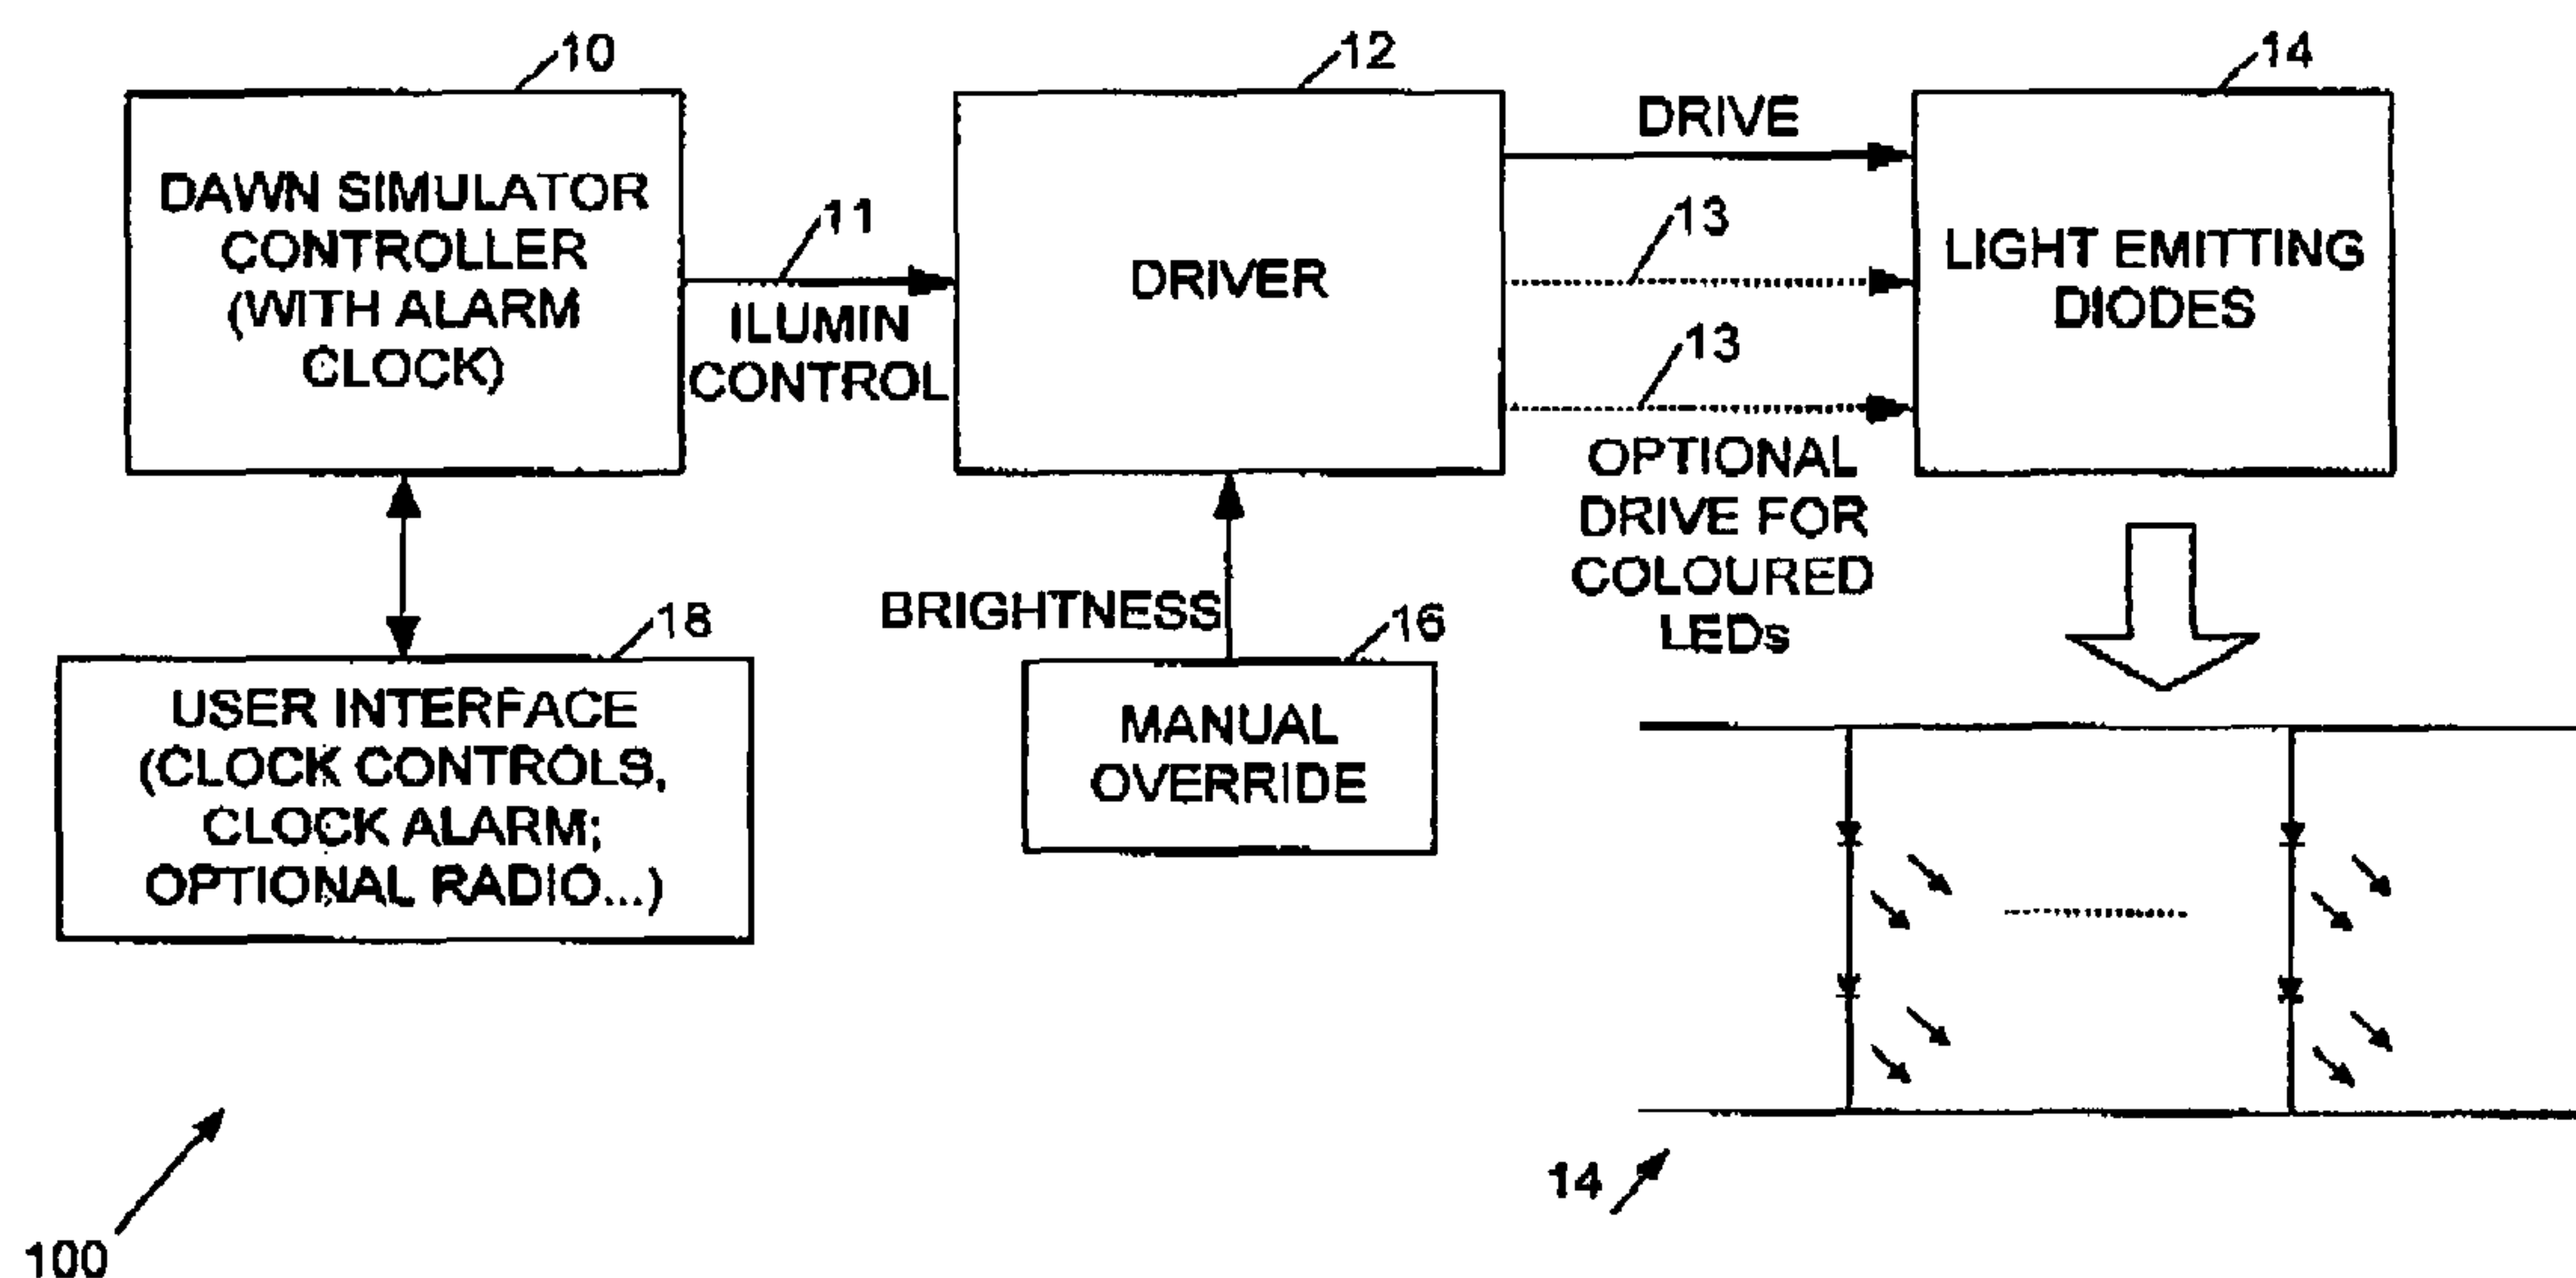 10
12
14
DAWN SIMULATOR
CONTROLLER
(WITH ALARM
CLOCK)
11
ILUMIN
CONTROL
DRIVER
DRIVE
13
13
OPTIONAL
DRIVE FOR
COLOURED
LEDs
LIGHT EMITTING
DIODES
18
USER INTERFACE
(CLOCK CONTROLS,
CLOCK ALARM;
OPTIONAL RADIO...)
BRIGHTNESS
16
MANUAL
OVERRIDE
14
100